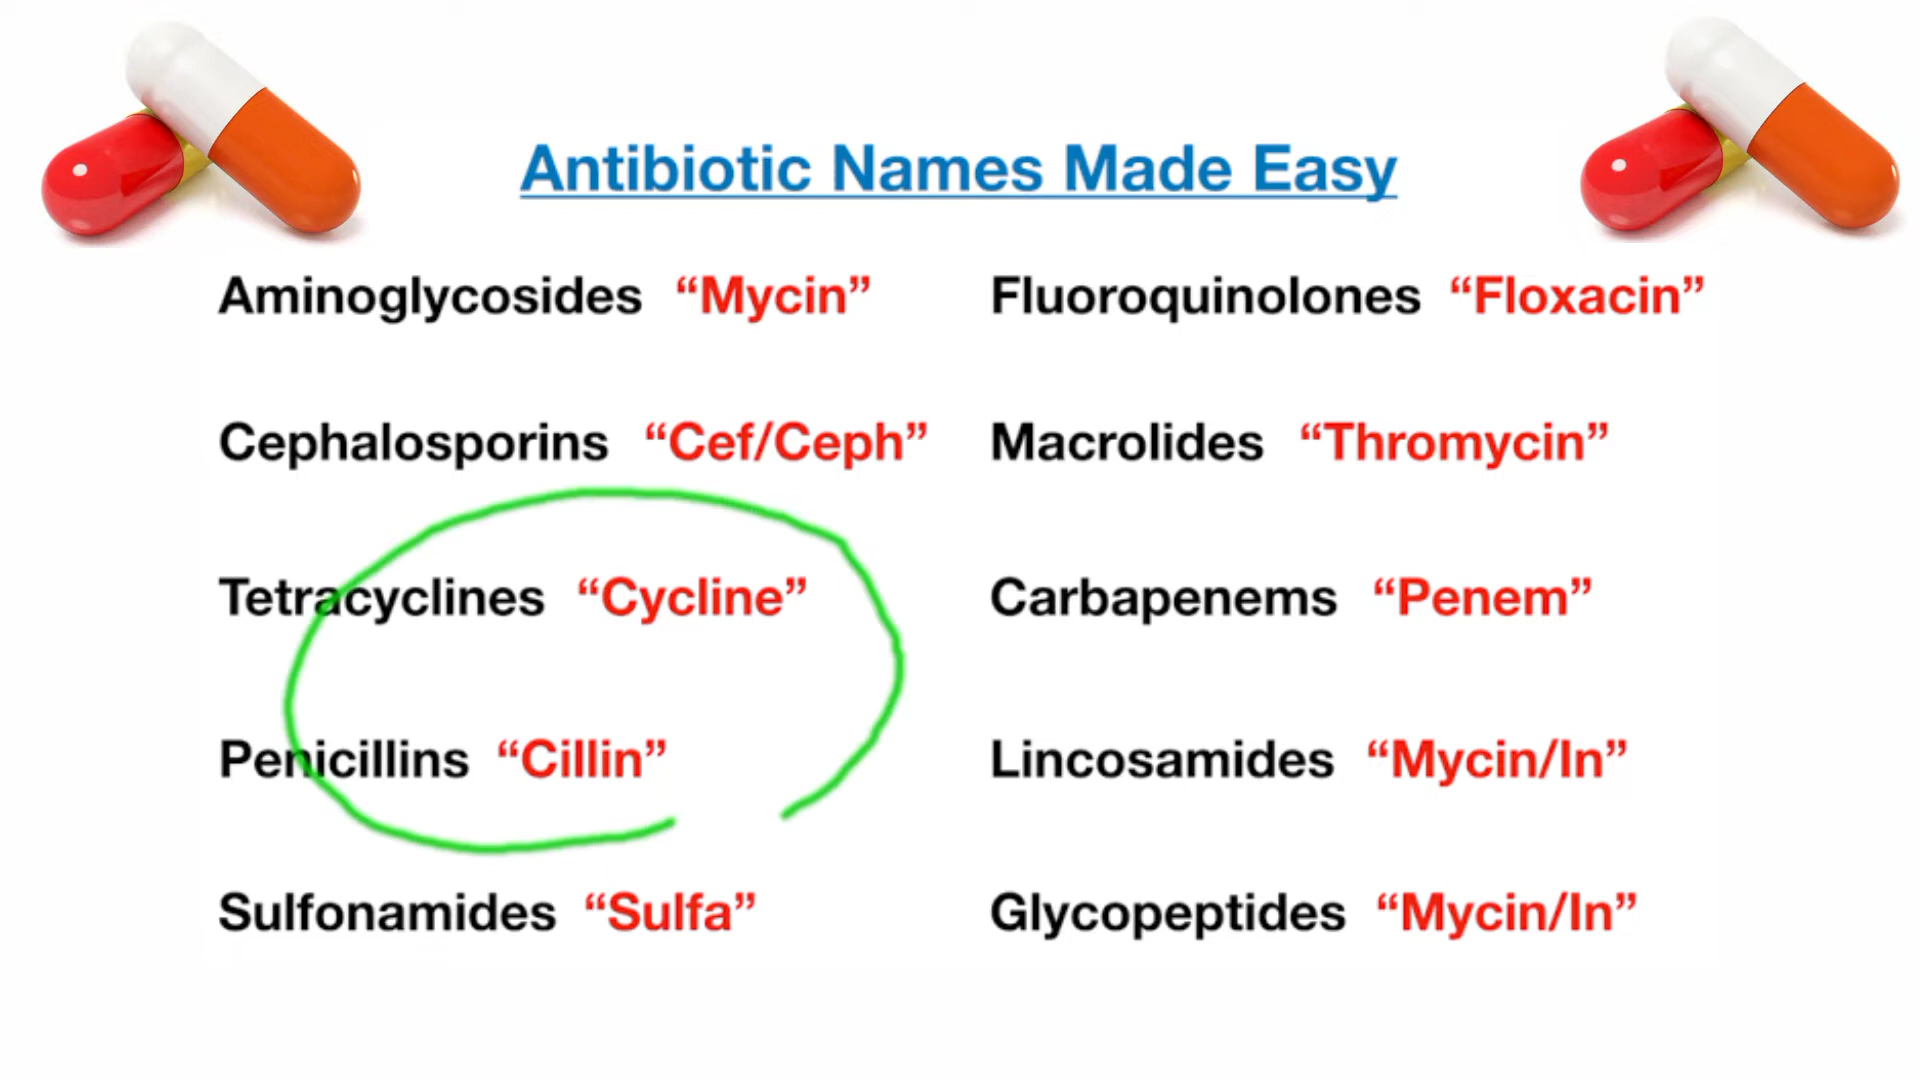 Antibiotic Names Made Easy
Aminoglycosides “Mycin”
Cephalosporins “Cef/Ceph”
Tetracyclines “Cycline”
Penicillins “Cillin”
Sulfonamides “Sulfa”
Fluoroquinolones “Floxacin”
Macrolides “Thromycin”
Carbapenems “Penem”
Lincosamides “Mycin/In”
Glycopeptides “Mycin/In”